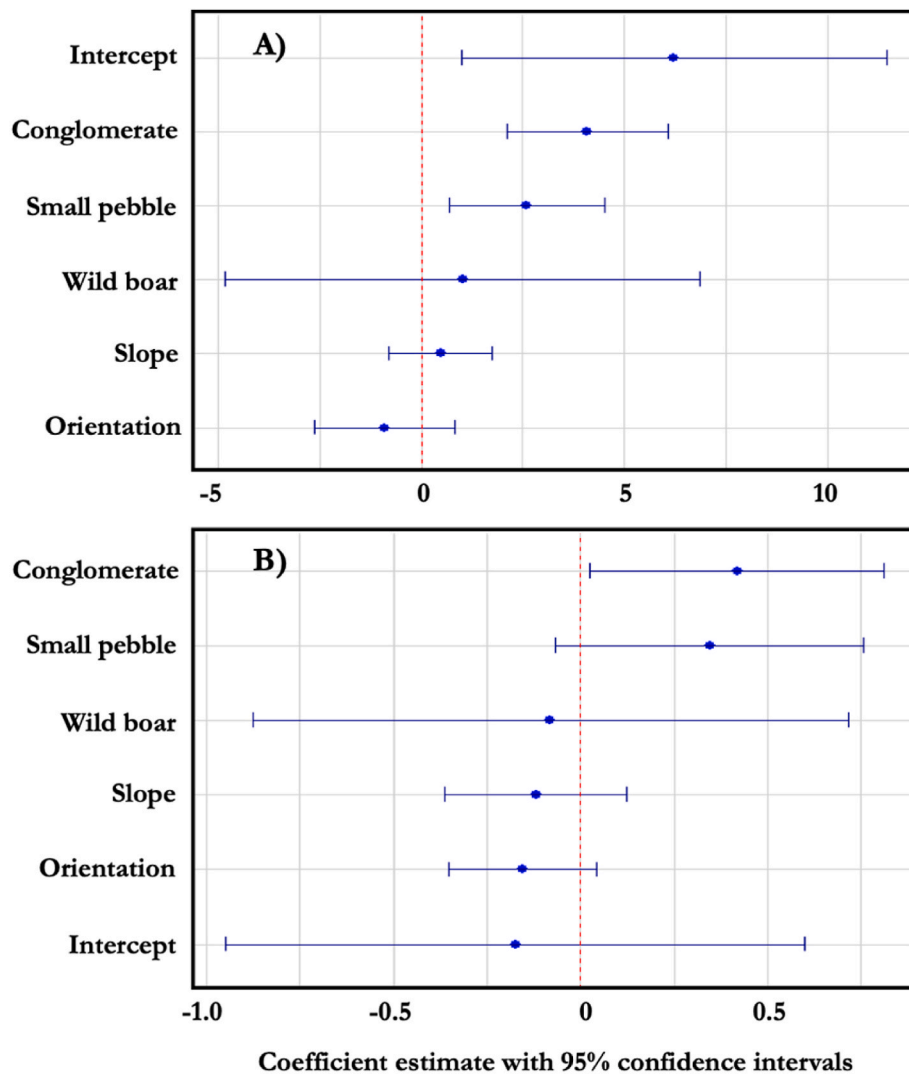 A)
Intercept
Conglomerate
Small pebble
Wild boar
Slope
Orientation
-5 0 5 10
B)
Conglomerate
Small pebble
Wild boar
Slope
Orientation
Intercept
-1.0 -0.5 0 0.5
Coefficient estimate with 95% confidence intervals